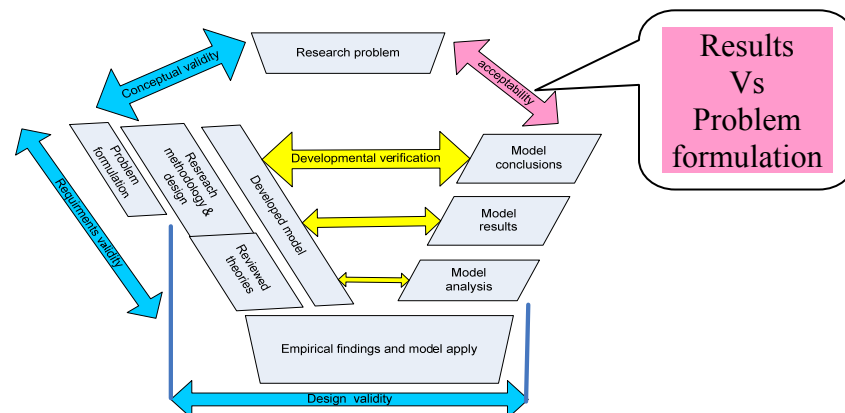 Research problem
Conceptual validity
acceptability
Results
Vs
Problem
formulation
Problem
formulation
Resreach
methodology &
design
Developed model
Developmental verification
Model
conclusions
Requirments validity
Model
results
Reviewed
theories
Model
analysis
Empirical findings and model apply
Design validity